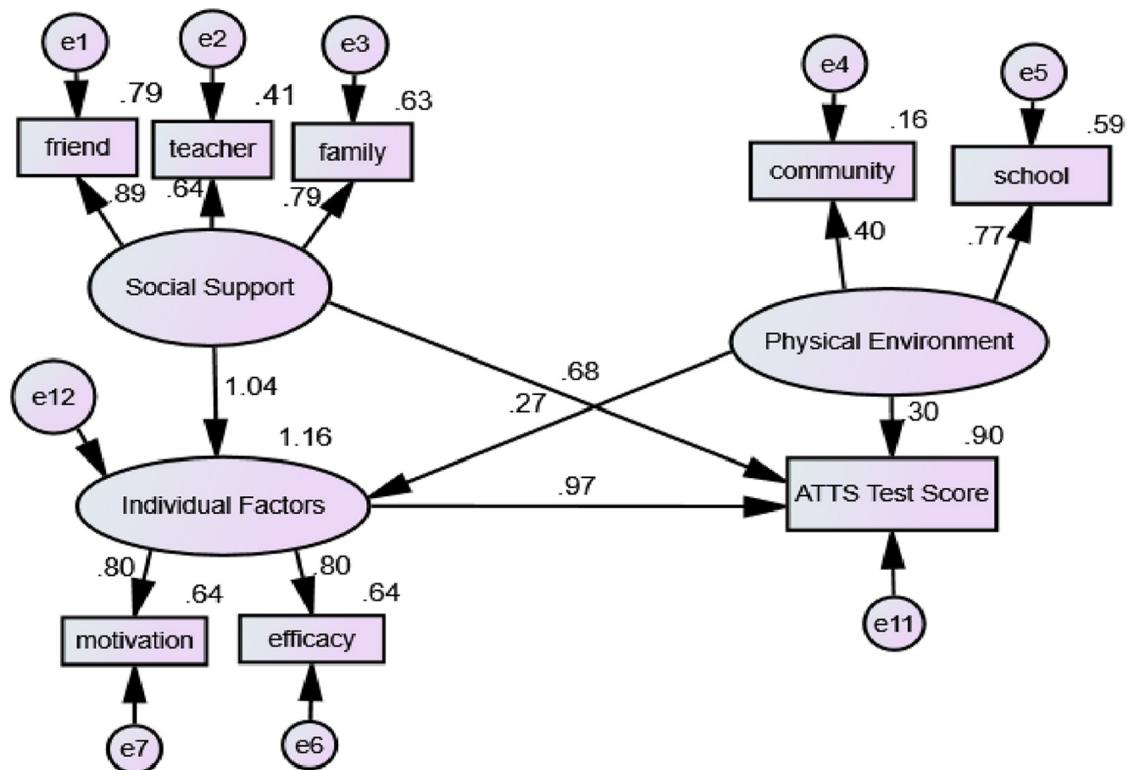 e1
e2
e3
e4
e5
.79
.41
.63
.16
.59
friend
teacher
family
community
school
.89
.64
.79
.40
.77
Social Support
Physical Environment
.68
.27
1.04
.30
e12
1.16
.90
Individual Factors
.97
ATTS Test Score
.80
.80
.64
.64
motivation
efficacy
e11
e7
e6